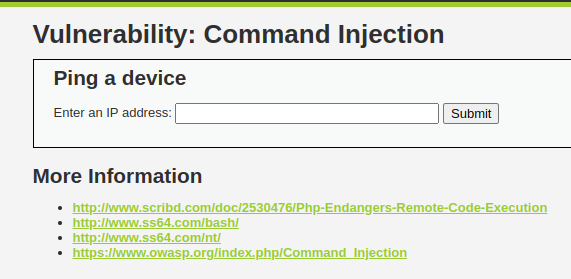 Vulnerability: Command Injection
Ping a device
Enter an IP address: Submit
More Information
http://www.scribd.com/doc/2530476/Php-Endangers-Remote-Code-Execution
http://www.ss64.com/bash/
http://www.ss64.com/nt/
https://www.owasp.org/index.php/Command_Injection